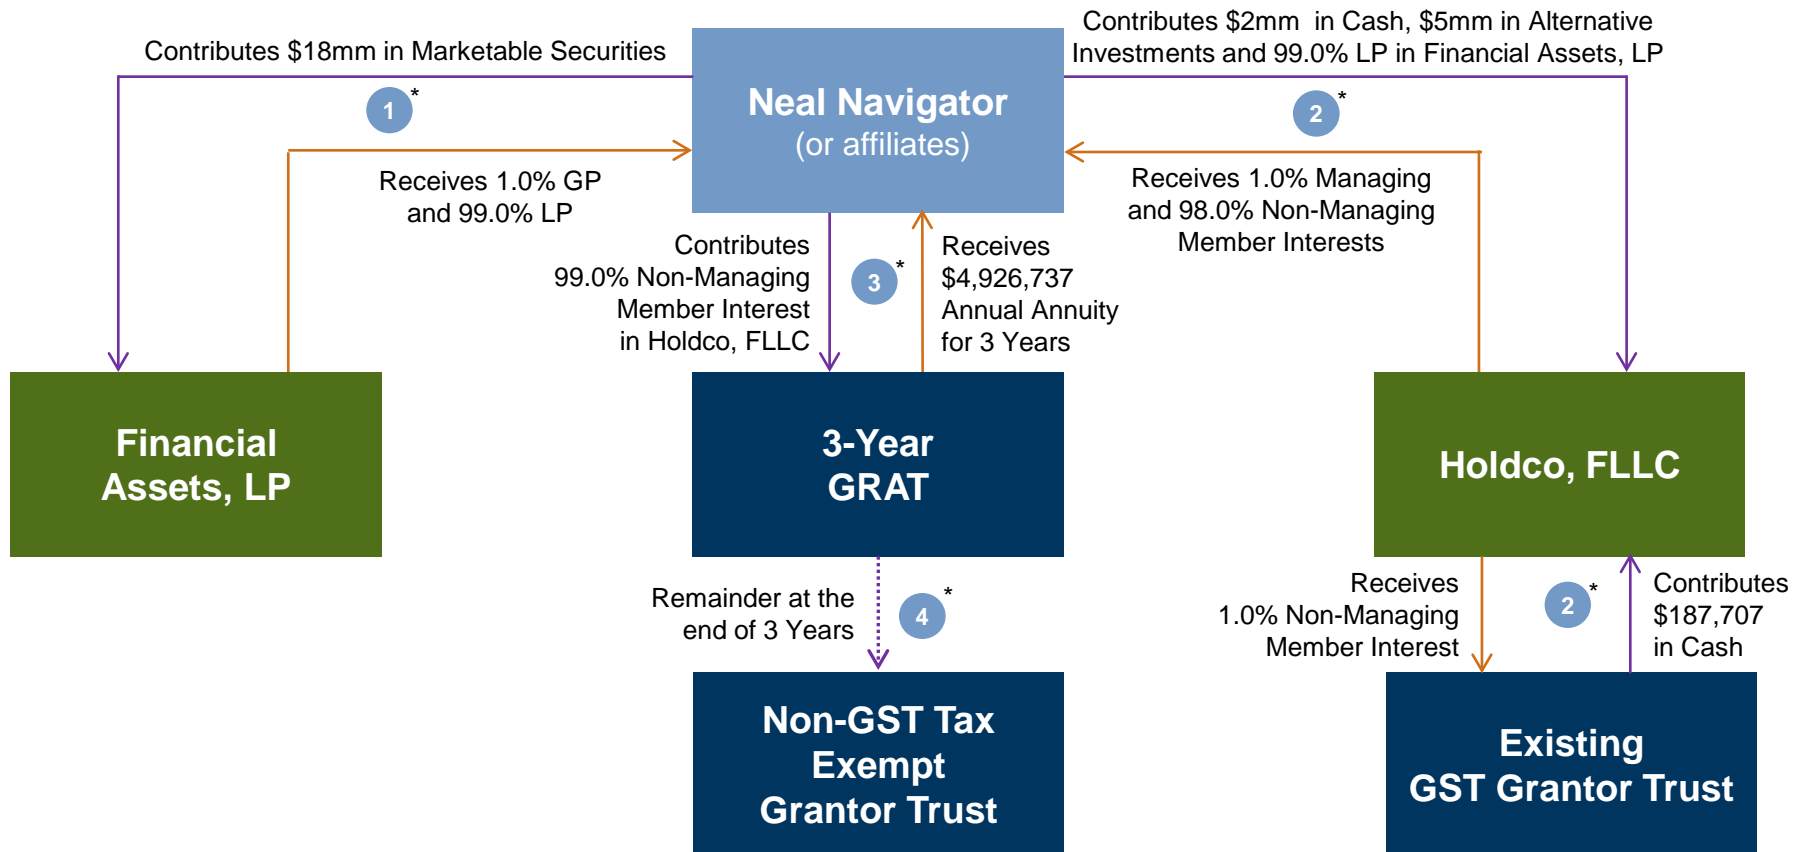 Contributes $18mm in Marketable Securities
1*
Receives 1.0% GP
and 99.0% LP
Neal Navigator
(or affiliates)
Contributes $2mm in Cash, $5mm in Alternative
Investments and 99.0% LP in Financial Assets, LP
2*
Receives 1.0% Managing
and 98.0% Non-Managing
Member Interests
Contributes
99.0% Non-Managing
Member Interest
in Holdco, FLLC
3*
Receives
$4,926,737
Annual Annuity
for 3 Years
Financial
Assets, LP
3-Year
GRAT
Holdco, FLLC
Remainder at the
end of 3 Years
4*
Receives
1.0% Non-Managing
Member Interest
2*
Contributes
$187,707
in Cash
Non-GST Tax
Exempt
Grantor Trust
Existing
GST Grantor Trust